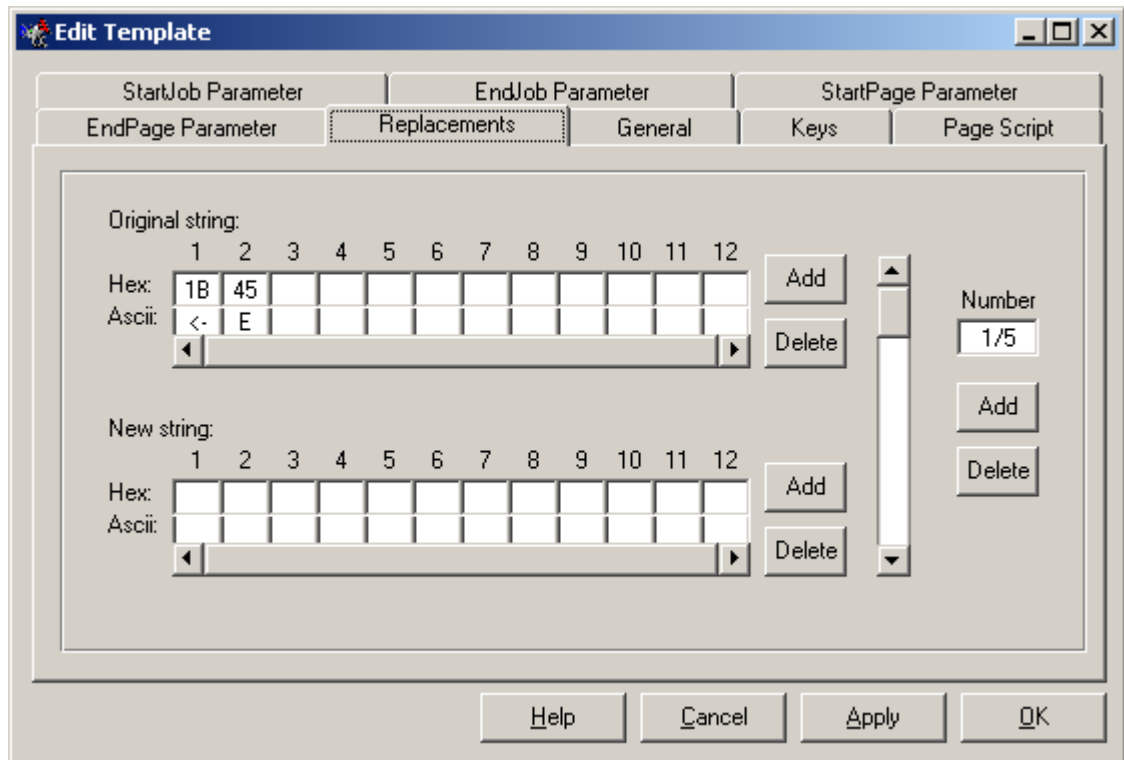 Edit Template
StartJob Parameter EndJob Parameter StartPage Parameter
EndPage Parameter Replacements General Keys Page Script
Original string:
1 2 3 4 5 6 7 8 9 10 11 12
Hex: 1B 45
Ascii: <- E
Add
Delete
Number
1/5
Add
Delete
New string:
1 2 3 4 5 6 7 8 9 10 11 12
Hex:
Ascii:
Add
Delete
Help Cancel Apply OK